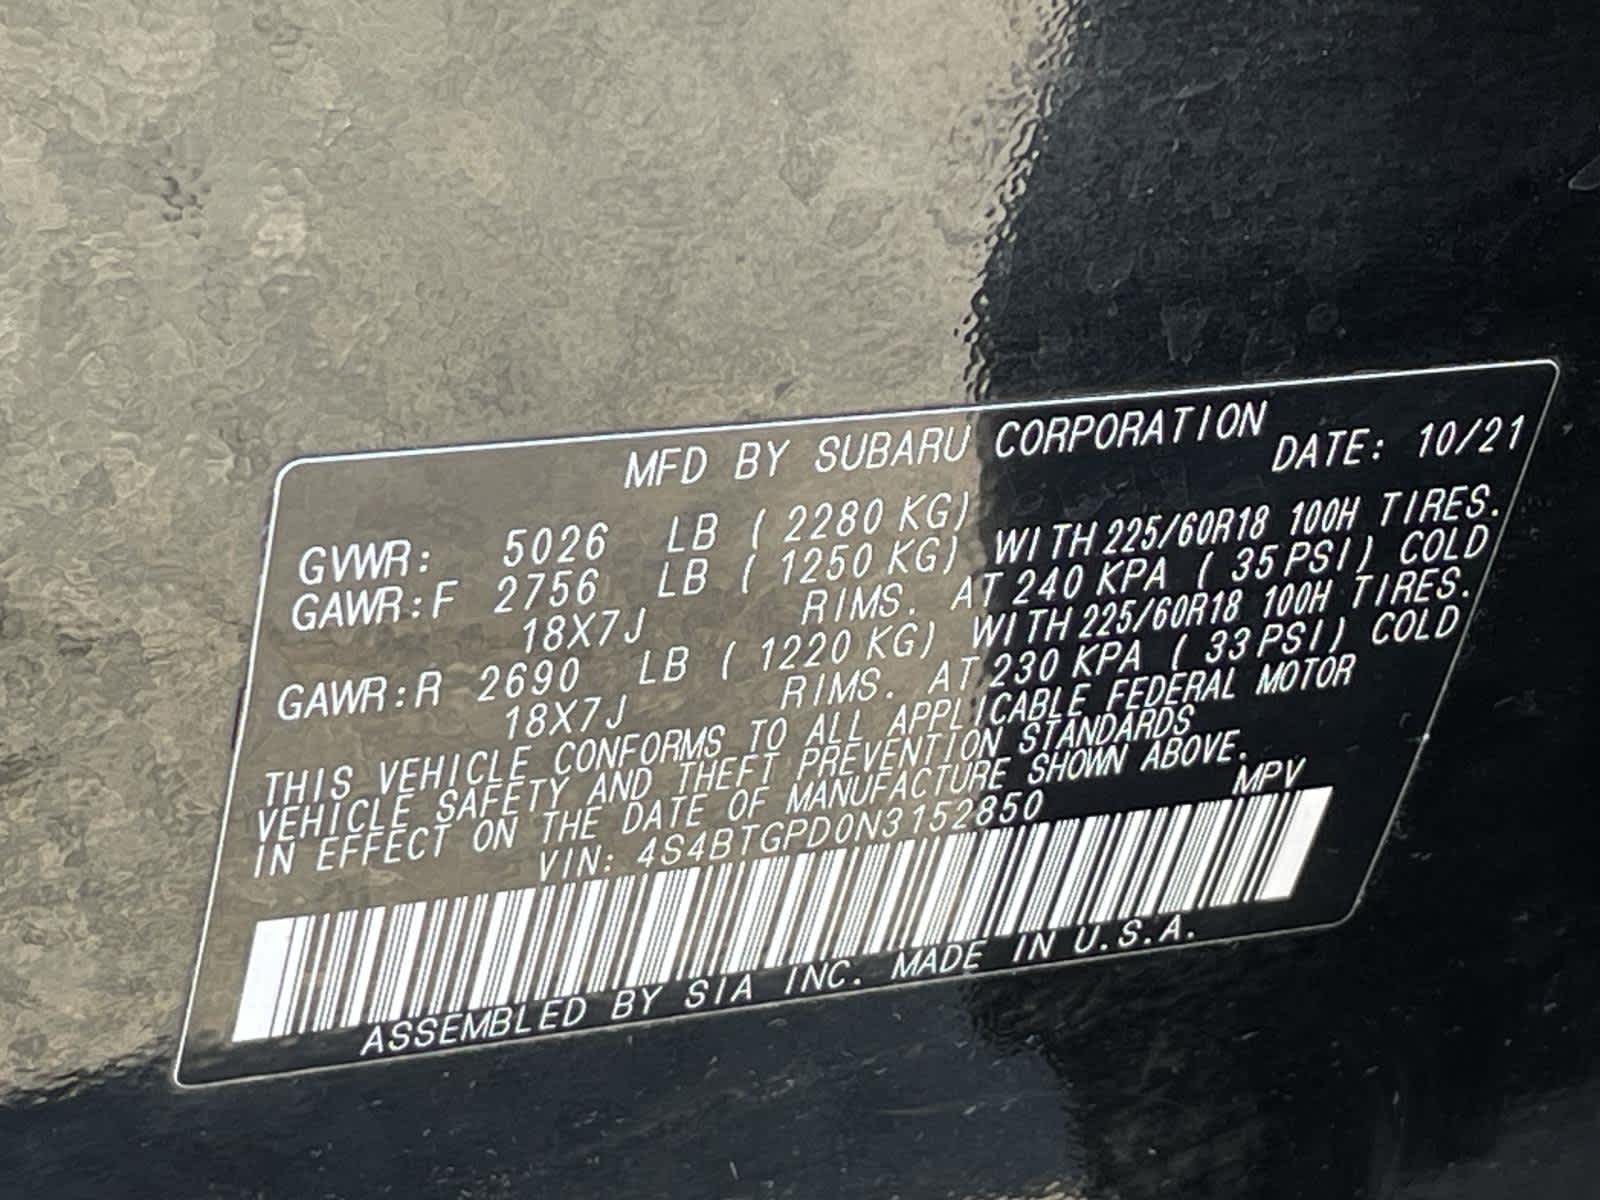 MFD BY SUBARU CORPORATION
DATE: 10/21
GVWR: 5026 LB ( 2280 KG)
GAWR:F 2756 LB ( 1250 KG) WITH 225/60R18 100H TIRES.
18X7J RIMS. AT 240 KPA ( 35 PSI) COLD
GAWR:R 2690 LB ( 1220 KG) WITH 225/60R18 100H TIRES.
18X7J RIMS. AT 230 KPA ( 33 PSI) COLD
THIS VEHICLE CONFORMS TO ALL APPLICABLE FEDERAL MOTOR
VEHICLE SAFETY AND THEFT PREVENTION STANDARDS
IN EFFECT ON THE DATE OF MANUFACTURE SHOWN ABOVE.
VIN: 4S4BTGPD0N3152850 MPV
ASSEMBLED BY SIA INC. MADE IN U.S.A.